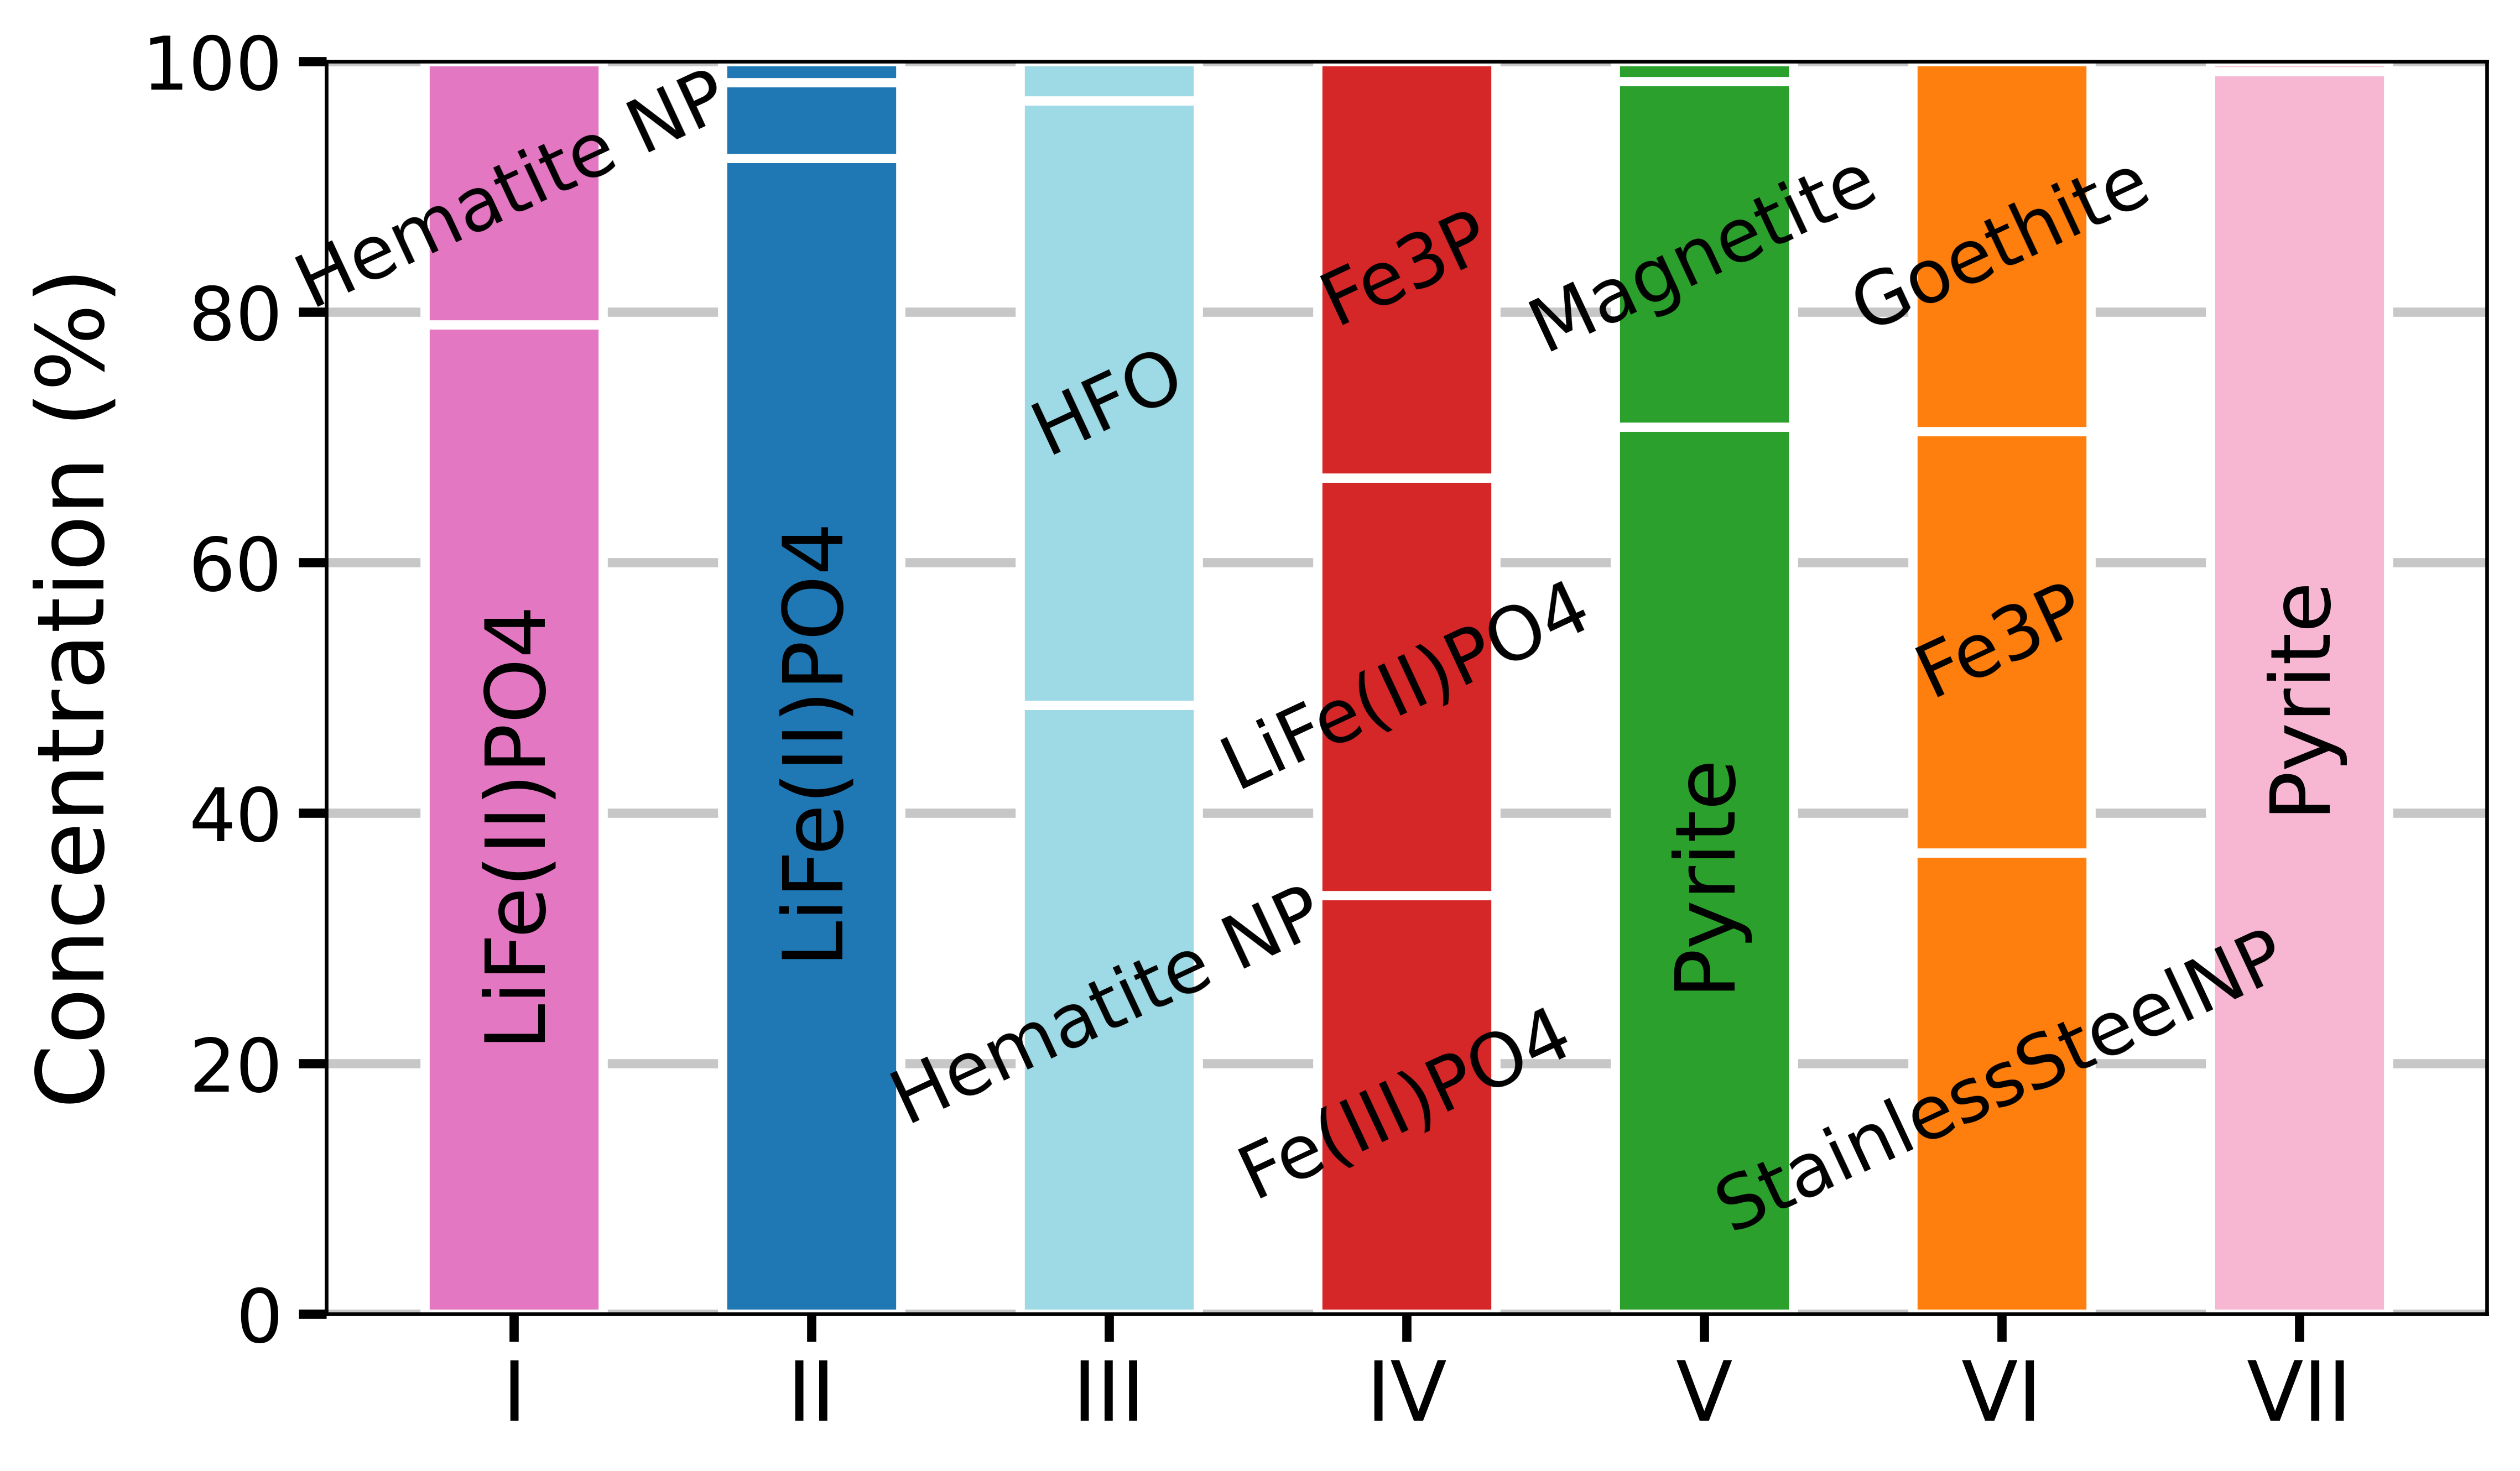 Concentration (%)
100
80
60
40
20
0
Hematite NP
LiFe(II)PO4
LiFe(II)PO4
HFO
Hematite NP
Fe3P
LiFe(II)PO4
Fe(III)PO4
Magnetite
Pyrite
Goethite
Fe3P
StainlessSteelNP
Pyrite
I
II
III
IV
V
VI
VII